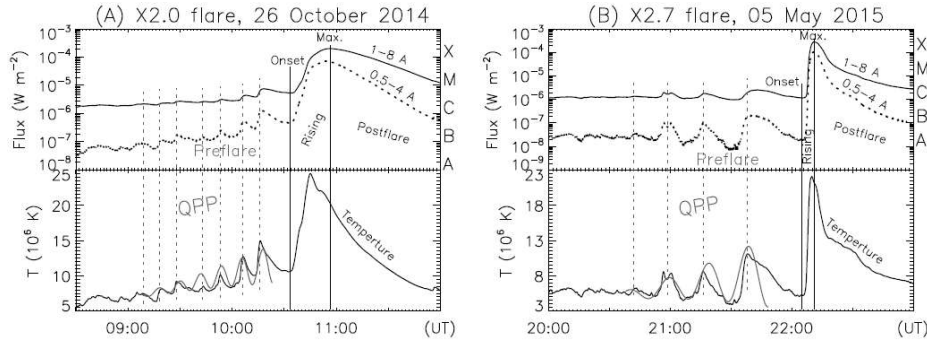 (A) X2.0 flare, 26 October 2014
10⁻³
10⁻⁴
10⁻⁵
10⁻⁶
10⁻⁷
10⁻⁸
Flux (W m⁻²)
Onset
Max.
1–8 A
0.5–4 A
Preflare
Rising
Postflare
X
M
C
B
A
25
20
15
10
5
T (10⁶ K)
QPP
Temperture
09:00
10:00
11:00
(UT)
(B) X2.7 flare, 05 May 2015
10⁻³
10⁻⁴
10⁻⁵
10⁻⁶
10⁻⁷
10⁻⁸
10⁻⁹
Flux (W m⁻²)
Onset
Max.
1–8 A
0.5–4 A
Preflare
Rising
Postflare
X
M
C
B
A
23
18
13
8
3
T (10⁶ K)
QPP
Temperture
20:00
21:00
22:00
(UT)